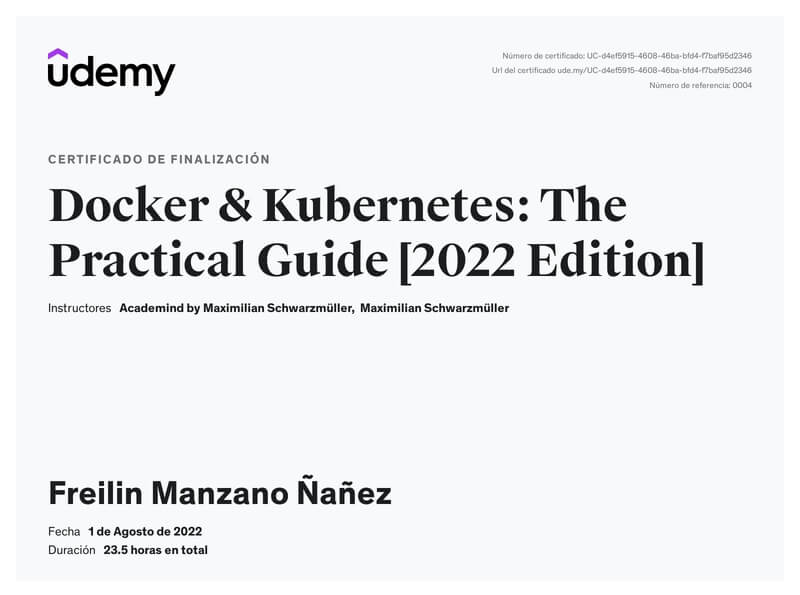 udemy
Número de certificado: UC-d4ef5915-4608-46ba-bfd4-f7baf95d2346
Url del certificado ude.my/UC-d4ef5915-4608-46ba-bfd4-f7baf95d2346
Número de referencia: 0004
CERTIFICADO DE FINALIZACIÓN
Docker & Kubernetes: The
Practical Guide [2022 Edition]
Instructores Academind by Maximilian Schwarzmüller, Maximilian Schwarzmüller
Freilin Manzano Ñañez
Fecha 1 de Agosto de 2022
Duración 23.5 horas en total